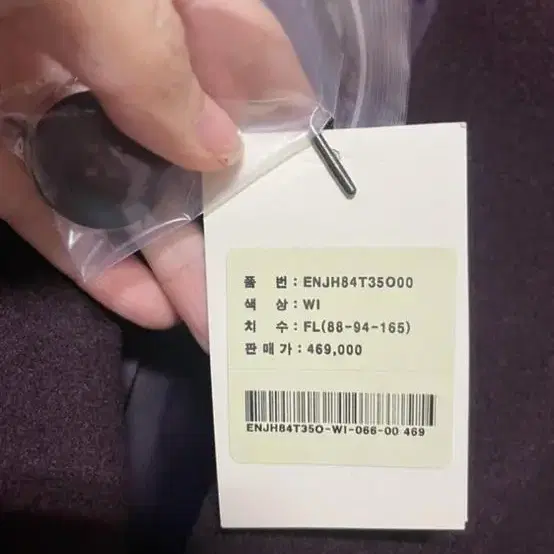 품 번 : ENJH84T35O00
색 상 : WI
치 수 : FL(88-94-165)
판 매 가 : 469,000
ENJH84T35O-WI-066-00 469